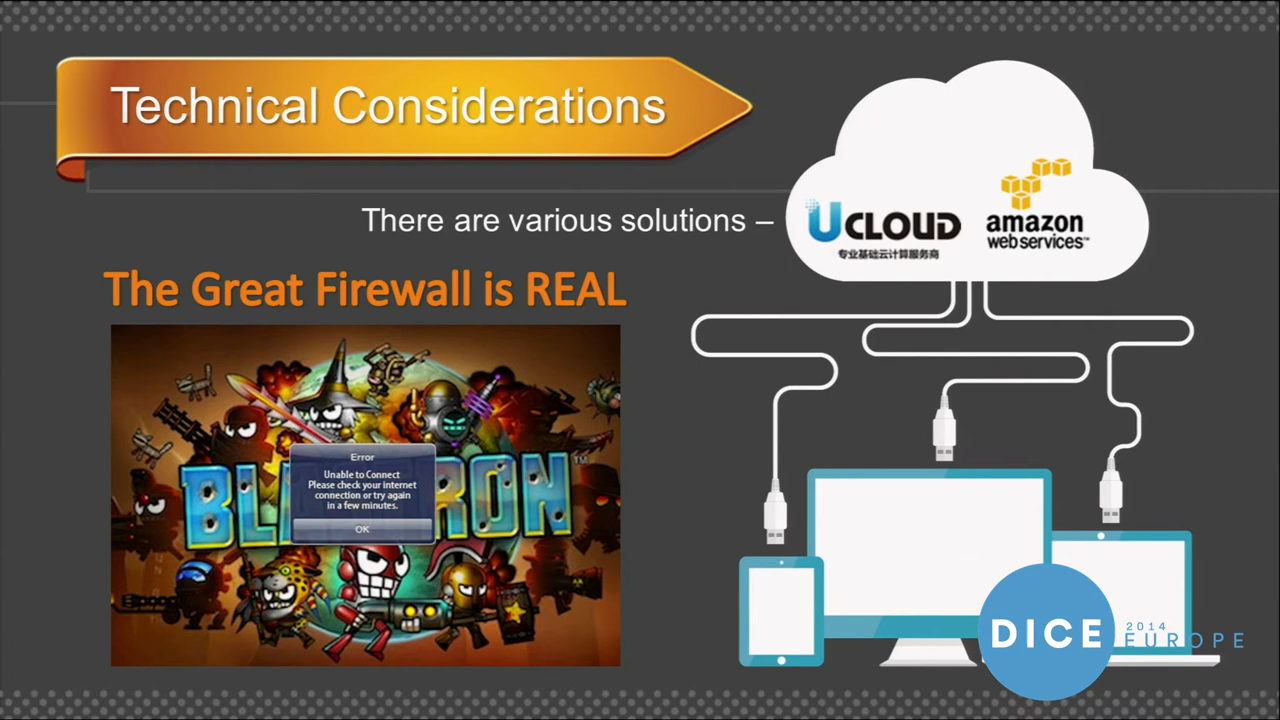 Technical Considerations
There are various solutions –
UCLOUD
专业基础云计算服务商
amazon
web services™
The Great Firewall is REAL
Error
Unable to Connect
Please check your internet
connection or try again
in a few minutes.
OK
DICE
2014
EUROPE